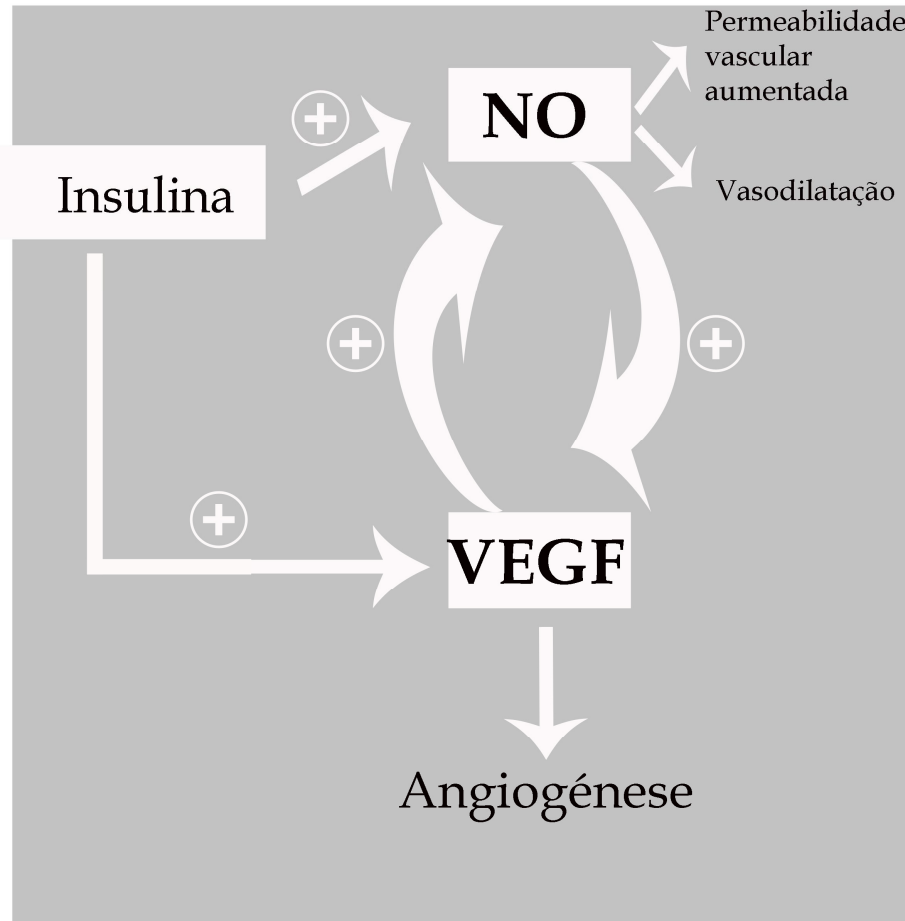 Permeabilidade
vascular
aumentada
NO
+
Insulina
Vasodilatação
+
+
+
VEGF
Angiogénese